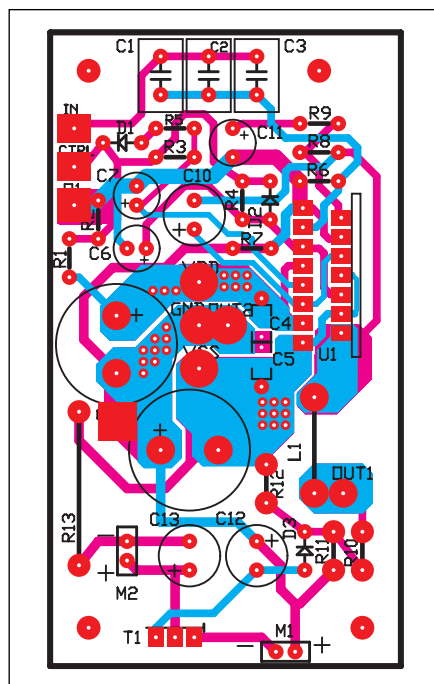 C1 C2 C3
IN
R9
D1 R5
C11
R8
CTRL
R3
C7
C10
R6
R4
D2
R7
C6
R1
VDD
GND OUT2
C4
U1
VSS
C5
L1
R12
OUT1
R13
C13 C12
D3
R11
R10
M2
T1
M1